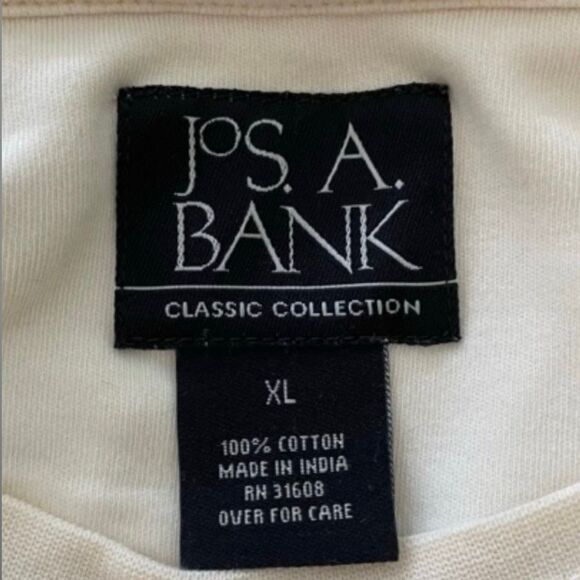 JoS. A.
BANK
CLASSIC COLLECTION
XL
100% COTTON
MADE IN INDIA
RN 31608
OVER FOR CARE